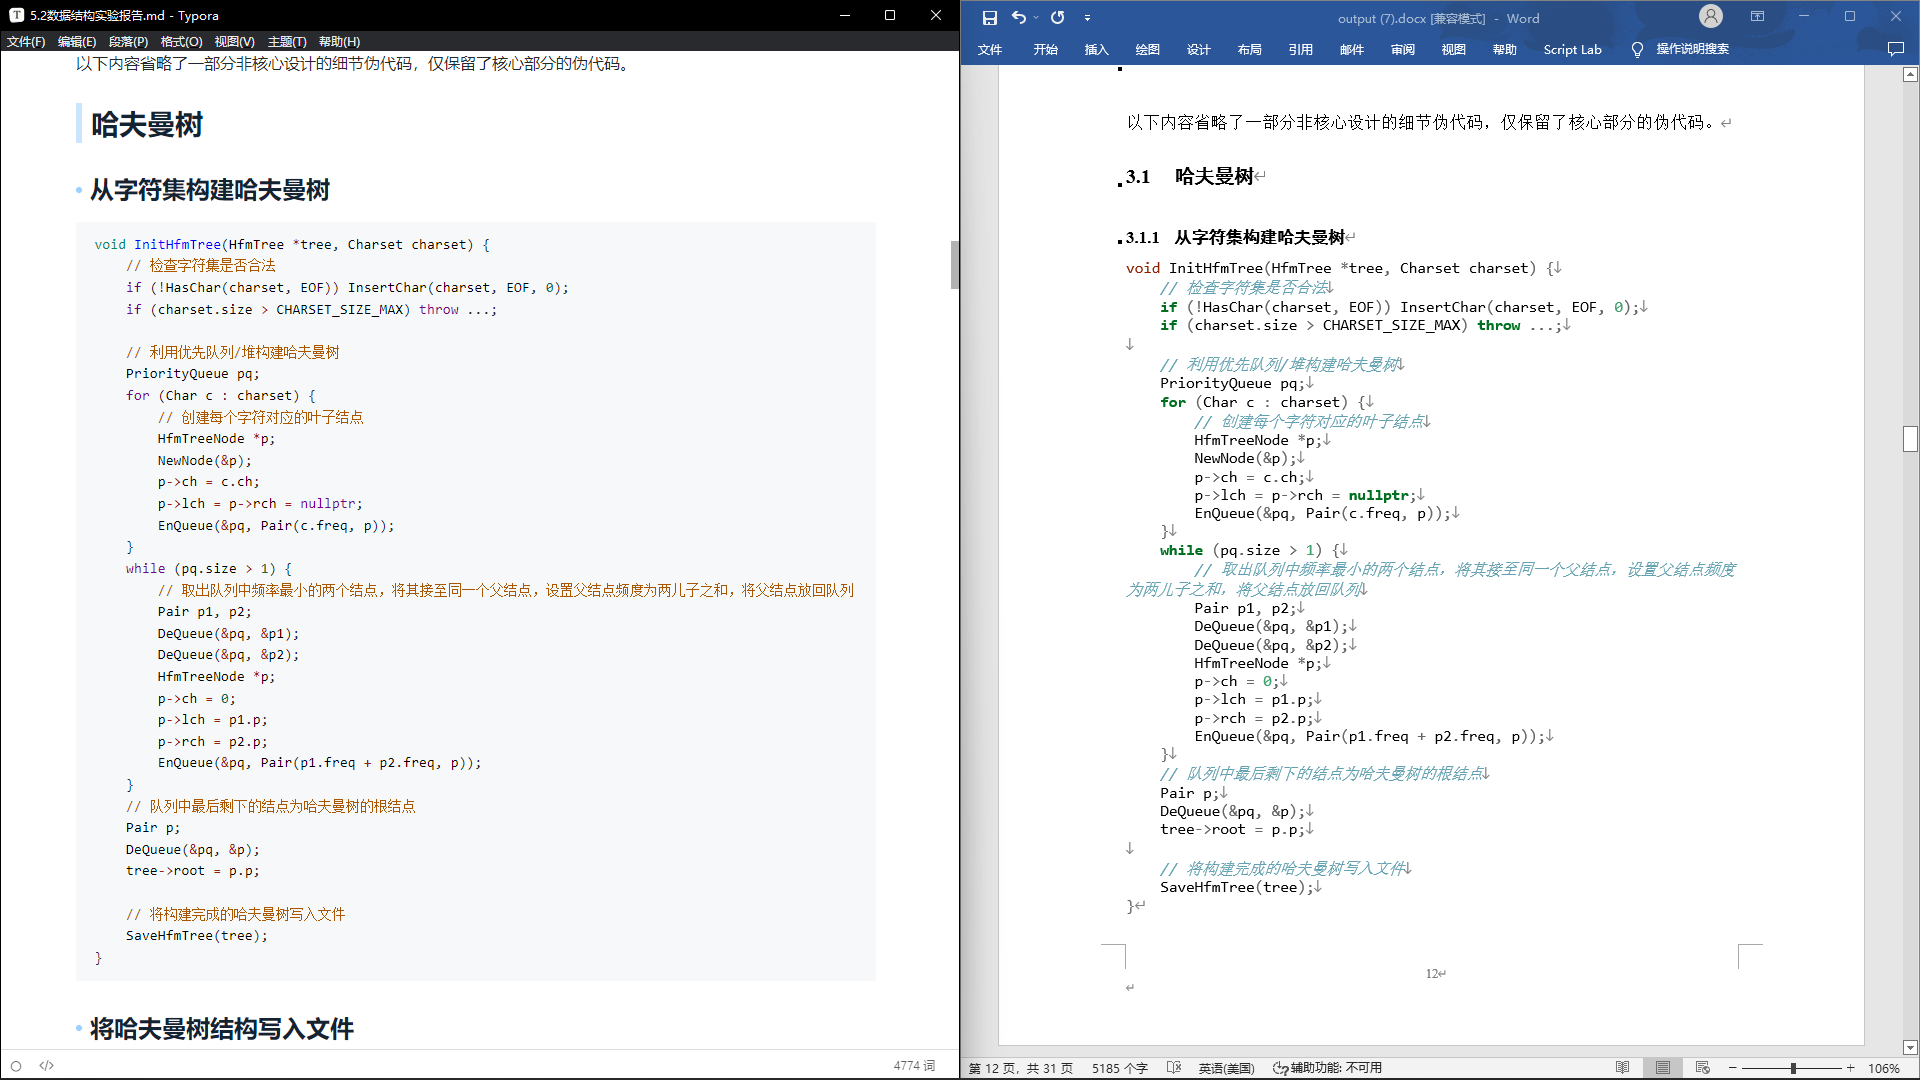 5.2数据结构实验报告.md - Typora
文件(F) 编辑(E) 段落(P) 格式(O) 视图(V) 主题(T) 帮助(H)
以下内容省略了一部分非核心设计的细节伪代码，仅保留了核心部分的伪代码。
哈夫曼树
从字符集构建哈夫曼树
void InitHfmTree(HfmTree *tree, Charset charset) {
    // 检查字符集是否合法
    if (!HasChar(charset, EOF)) InsertChar(charset, EOF, 0);
    if (charset.size > CHARSET_SIZE_MAX) throw ...;
    // 利用优先队列/堆构建哈夫曼树
    PriorityQueue pq;
    for (Char c : charset) {
        // 创建每个字符对应的叶子结点
        HfmTreeNode *p;
        NewNode(&p);
        p->ch = c.ch;
        p->lch = p->rch = nullptr;
        EnQueue(&pq, Pair(c.freq, p));
    }
    while (pq.size > 1) {
        // 取出队列中频率最小的两个结点，将其接至同一个父结点，设置父结点频度为两儿子之和，将父结点放回队列
        Pair p1, p2;
        DeQueue(&pq, &p1);
        DeQueue(&pq, &p2);
        HfmTreeNode *p;
        p->ch = 0;
        p->lch = p1.p;
        p->rch = p2.p;
        EnQueue(&pq, Pair(p1.freq + p2.freq, p));
    }
    // 队列中最后剩下的结点为哈夫曼树的根结点
    Pair p;
    DeQueue(&pq, &p);
    tree->root = p.p;
    // 将构建完成的哈夫曼树写入文件
    SaveHfmTree(tree);
}
将哈夫曼树结构写入文件
4774 词
output (7).docx [兼容模式] - Word
文件 开始 插入 绘图 设计 布局 引用 邮件 审阅 视图 帮助 Script Lab 操作说明搜索
以下内容省略了一部分非核心设计的细节伪代码，仅保留了核心部分的伪代码。↵
3.1 哈夫曼树↵
3.1.1 从字符集构建哈夫曼树↵
void InitHfmTree(HfmTree *tree, Charset charset) {↓
    // 检查字符集是否合法↓
    if (!HasChar(charset, EOF)) InsertChar(charset, EOF, 0);↓
    if (charset.size > CHARSET_SIZE_MAX) throw ...;↓
↓
    // 利用优先队列/堆构建哈夫曼树↓
    PriorityQueue pq;↓
    for (Char c : charset) {↓
        // 创建每个字符对应的叶子结点↓
        HfmTreeNode *p;↓
        NewNode(&p);↓
        p->ch = c.ch;↓
        p->lch = p->rch = nullptr;↓
        EnQueue(&pq, Pair(c.freq, p));↓
    }↓
    while (pq.size > 1) {↓
        // 取出队列中频率最小的两个结点，将其接至同一个父结点，设置父结点频度
为两儿子之和，将父结点放回队列↓
        Pair p1, p2;↓
        DeQueue(&pq, &p1);↓
        DeQueue(&pq, &p2);↓
        HfmTreeNode *p;↓
        p->ch = 0;↓
        p->lch = p1.p;↓
        p->rch = p2.p;↓
        EnQueue(&pq, Pair(p1.freq + p2.freq, p));↓
    }↓
    // 队列中最后剩下的结点为哈夫曼树的根结点↓
    Pair p;↓
    DeQueue(&pq, &p);↓
    tree->root = p.p;↓
↓
    // 将构建完成的哈夫曼树写入文件↓
    SaveHfmTree(tree);↓
}↵
12↵
↵
第 12 页，共 31 页 5185 个字 英语(美国) 辅助功能: 不可用 106%